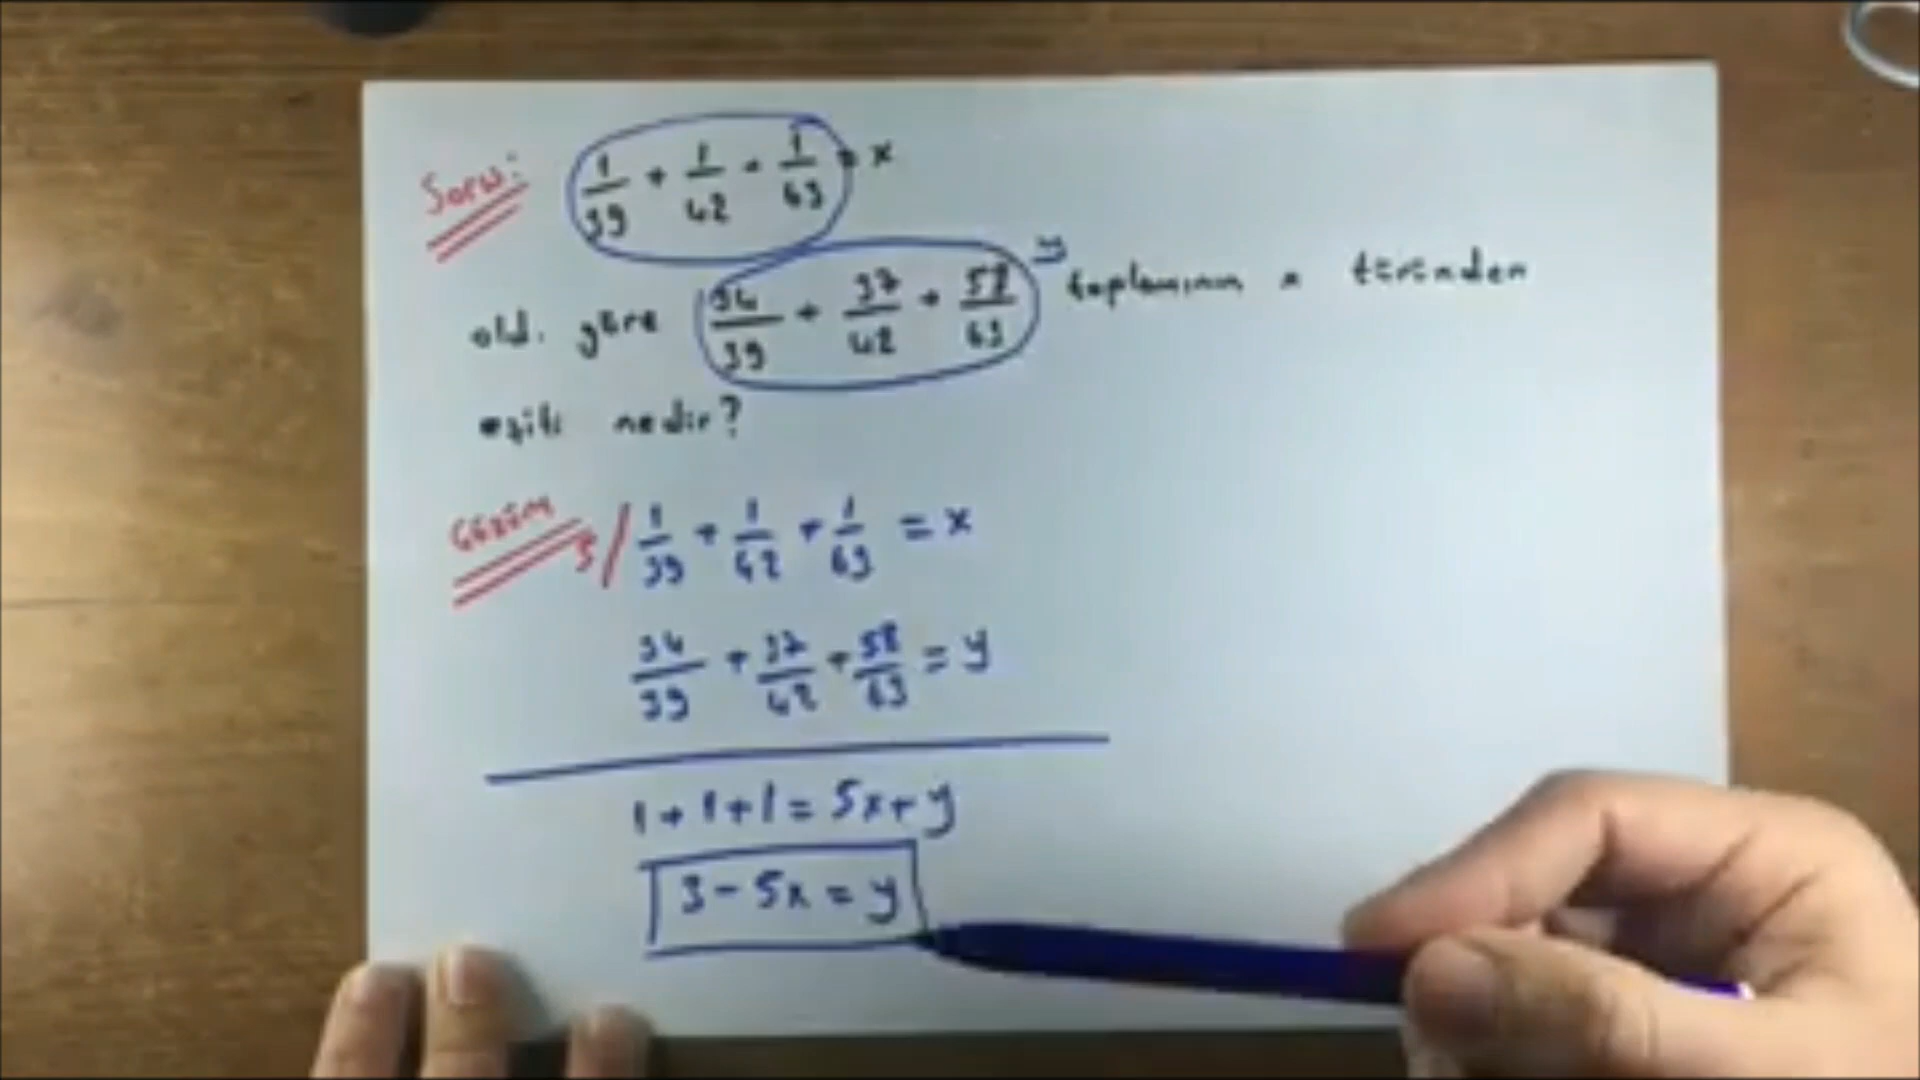 Soru: 1/39 + 1/42 + 1/63 = x
old. göre 34/39 + 37/42 + 58/63 y toplamının x türünden
eşiti nedir?
Çözüm 5/ 1/39 + 1/42 + 1/63 = x
34/39 + 37/42 + 58/63 = y
1+1+1=5x+y
3-5x=y